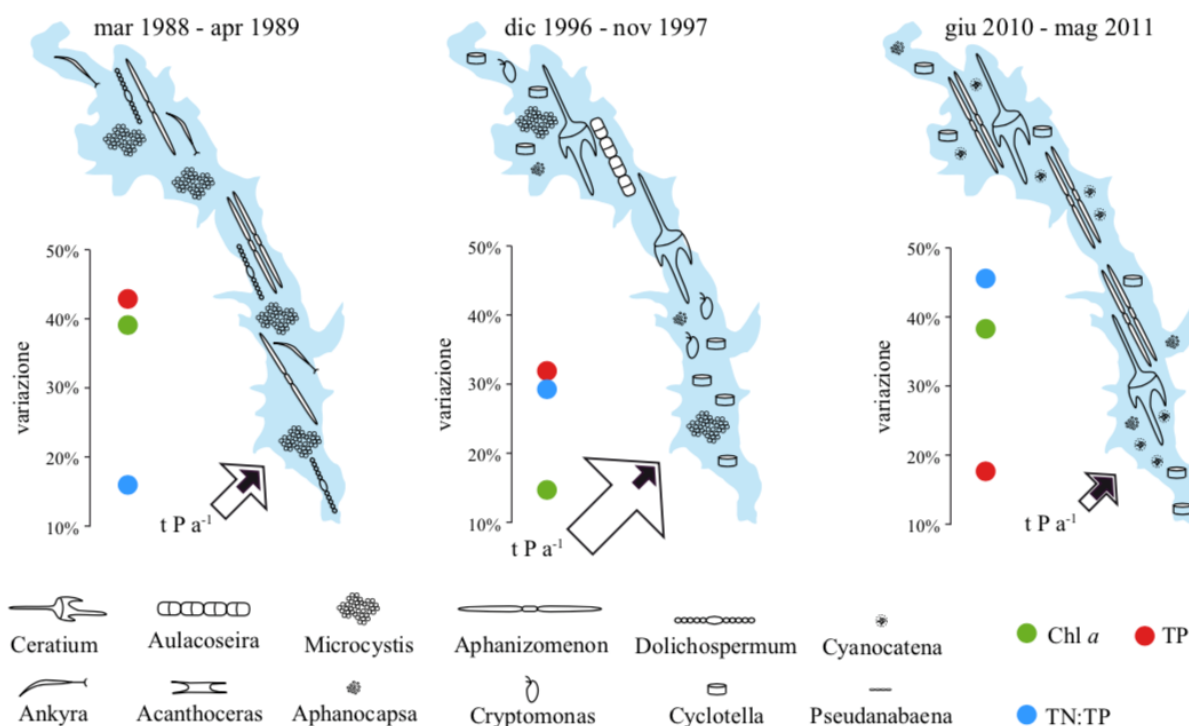 mar 1988 - apr 1989
dic 1996 - nov 1997
giu 2010 - mag 2011
50%
40%
30%
20%
10%
variazione
t P a-1
50%
40%
30%
20%
10%
variazione
t P a-1
50%
40%
30%
20%
10%
variazione
t P a-1
Ceratium
Aulacoseira
Microcystis
Aphanizomenon
Dolichospermum
Cyanocatena
Chl a
TP
Ankyra
Acanthoceras
Aphanocapsa
Cryptomonas
Cyclotella
Pseudanabaena
TN:TP